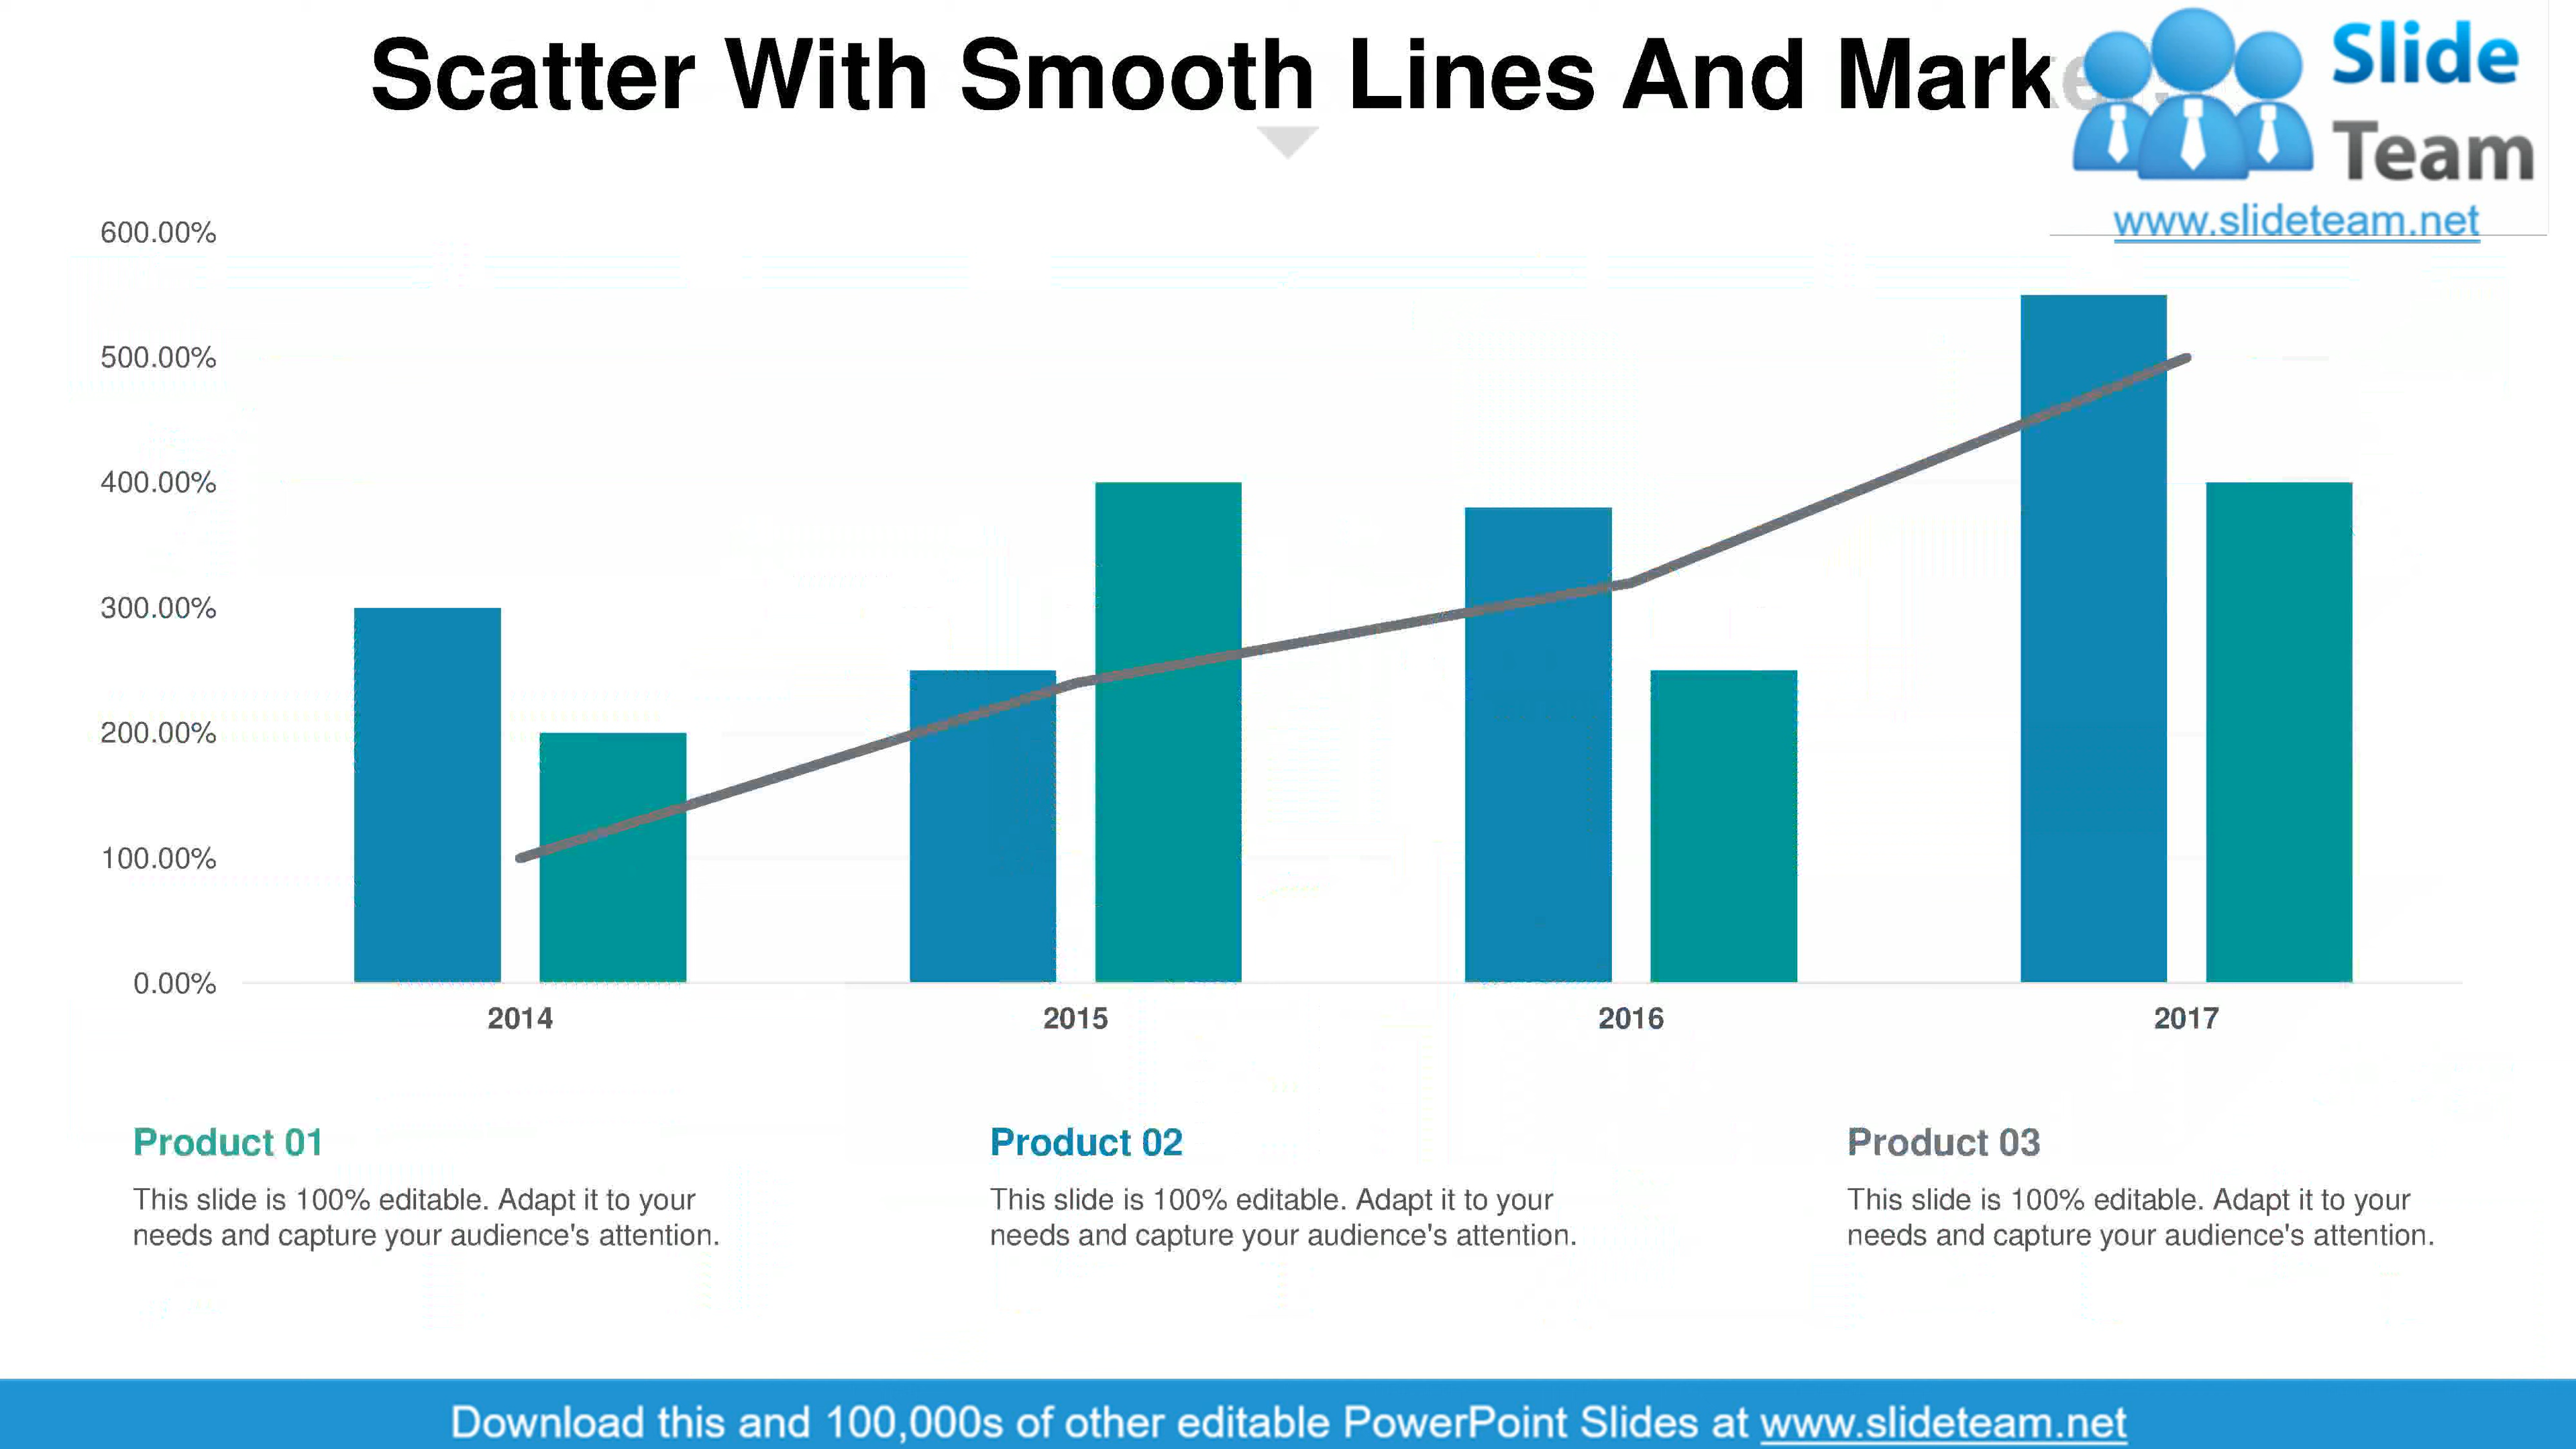 Scatter With Smooth Lines And Mark
Slide
Team
www.slideteam.net
600.00%
500.00%
400.00%
300.00%
200.00%
100.00%
0.00%
2014 2015 2016 2017
Product 01
This slide is 100% editable. Adapt it to your
needs and capture your audience's attention.
Product 02
This slide is 100% editable. Adapt it to your
needs and capture your audience's attention.
Product 03
This slide is 100% editable. Adapt it to your
needs and capture your audience's attention.
Download this and 100,000s of other editable PowerPoint Slides at www.slideteam.net